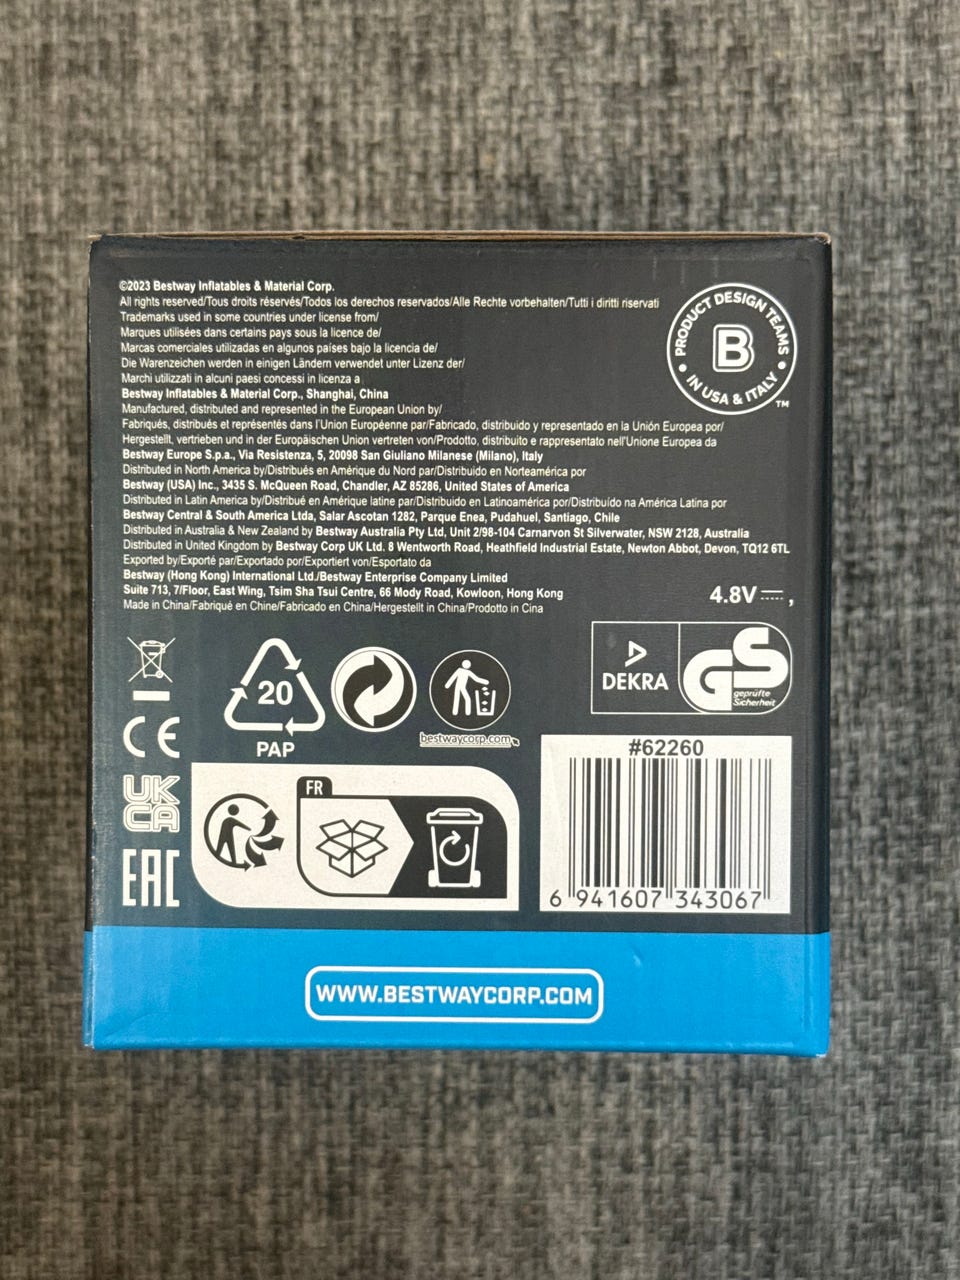 ©2023 Bestway Inflatables & Material Corp.
All rights reserved/Tous droits réservés/Todos los derechos reservados/Alle Rechte vorbehalten/Tutti i diritti riservati
Trademarks used in some countries under license from/
Marques utilisées dans certains pays sous la licence de/
Marcas comerciales utilizadas en algunos países bajo la licencia de/
Die Warenzeichen werden in einigen Ländern verwendet unter Lizenz der/
Marchi utilizzati in alcuni paesi concessi in licenza a
Bestway Inflatables & Material Corp., Shanghai, China
Manufactured, distributed and represented in the European Union by/
Fabriqués, distribués et représentés dans l'Union Européenne par/Fabricado, distribuido y representado en la Unión Europea por/
Hergestellt, vertrieben und in der Europäischen Union vertreten von/Prodotto, distribuito e rappresentato nell'Unione Europea da
Bestway Europe S.p.a., Via Resistenza, 5, 20098 San Giuliano Milanese (Milano), Italy
Distributed in North America by/Distribués en Amérique du Nord par/Distribuido en Norteamérica por
Bestway (USA) Inc., 3435 S. McQueen Road, Chandler, AZ 85286, United States of America
Distributed in Latin America by/Distribué en Amérique latine par/Distribuido en Latinoamérica por/Distribuído na América Latina por
Bestway Central & South America Ltda, Salar Ascotan 1282, Parque Enea, Pudahuel, Santiago, Chile
Distributed in Australia & New Zealand by Bestway Australia Pty Ltd, Unit 2/98-104 Carnarvon St Silverwater, NSW 2128, Australia
Distributed in United Kingdom by Bestway Corp UK Ltd. 8 Wentworth Road, Heathfield Industrial Estate, Newton Abbot, Devon, TQ12 6TL
Exported by/Exporté par/Exportado por/Exportiert von/Esportato da
Bestway (Hong Kong) International Ltd./Bestway Enterprise Company Limited
Suite 713, 7/Floor, East Wing, Tsim Sha Tsui Centre, 66 Mody Road, Kowloon, Hong Kong
Made in China/Fabriqué en Chine/Fabricado en China/Hergestellt in China/Prodotto in Cina
PRODUCT DESIGN TEAMS
B
• IN USA & ITALY •
TM
4.8V⎓,
20
PAP
bestwaycorp.com
DEKRA
GS
geprüfte
Sicherheit
CE
UK
CA
EAC
FR
#62260
6 941607 343067
WWW.BESTWAYCORP.COM